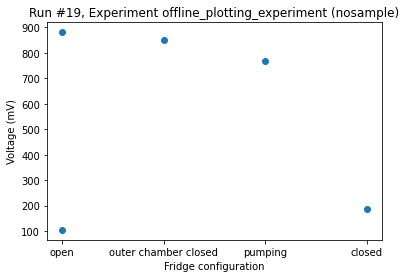 Run #19, Experiment offline_plotting_experiment (nosample)
900
800
700
600
500
400
300
200
100
Voltage (mV)
open outer chamber closed pumping closed
Fridge configuration